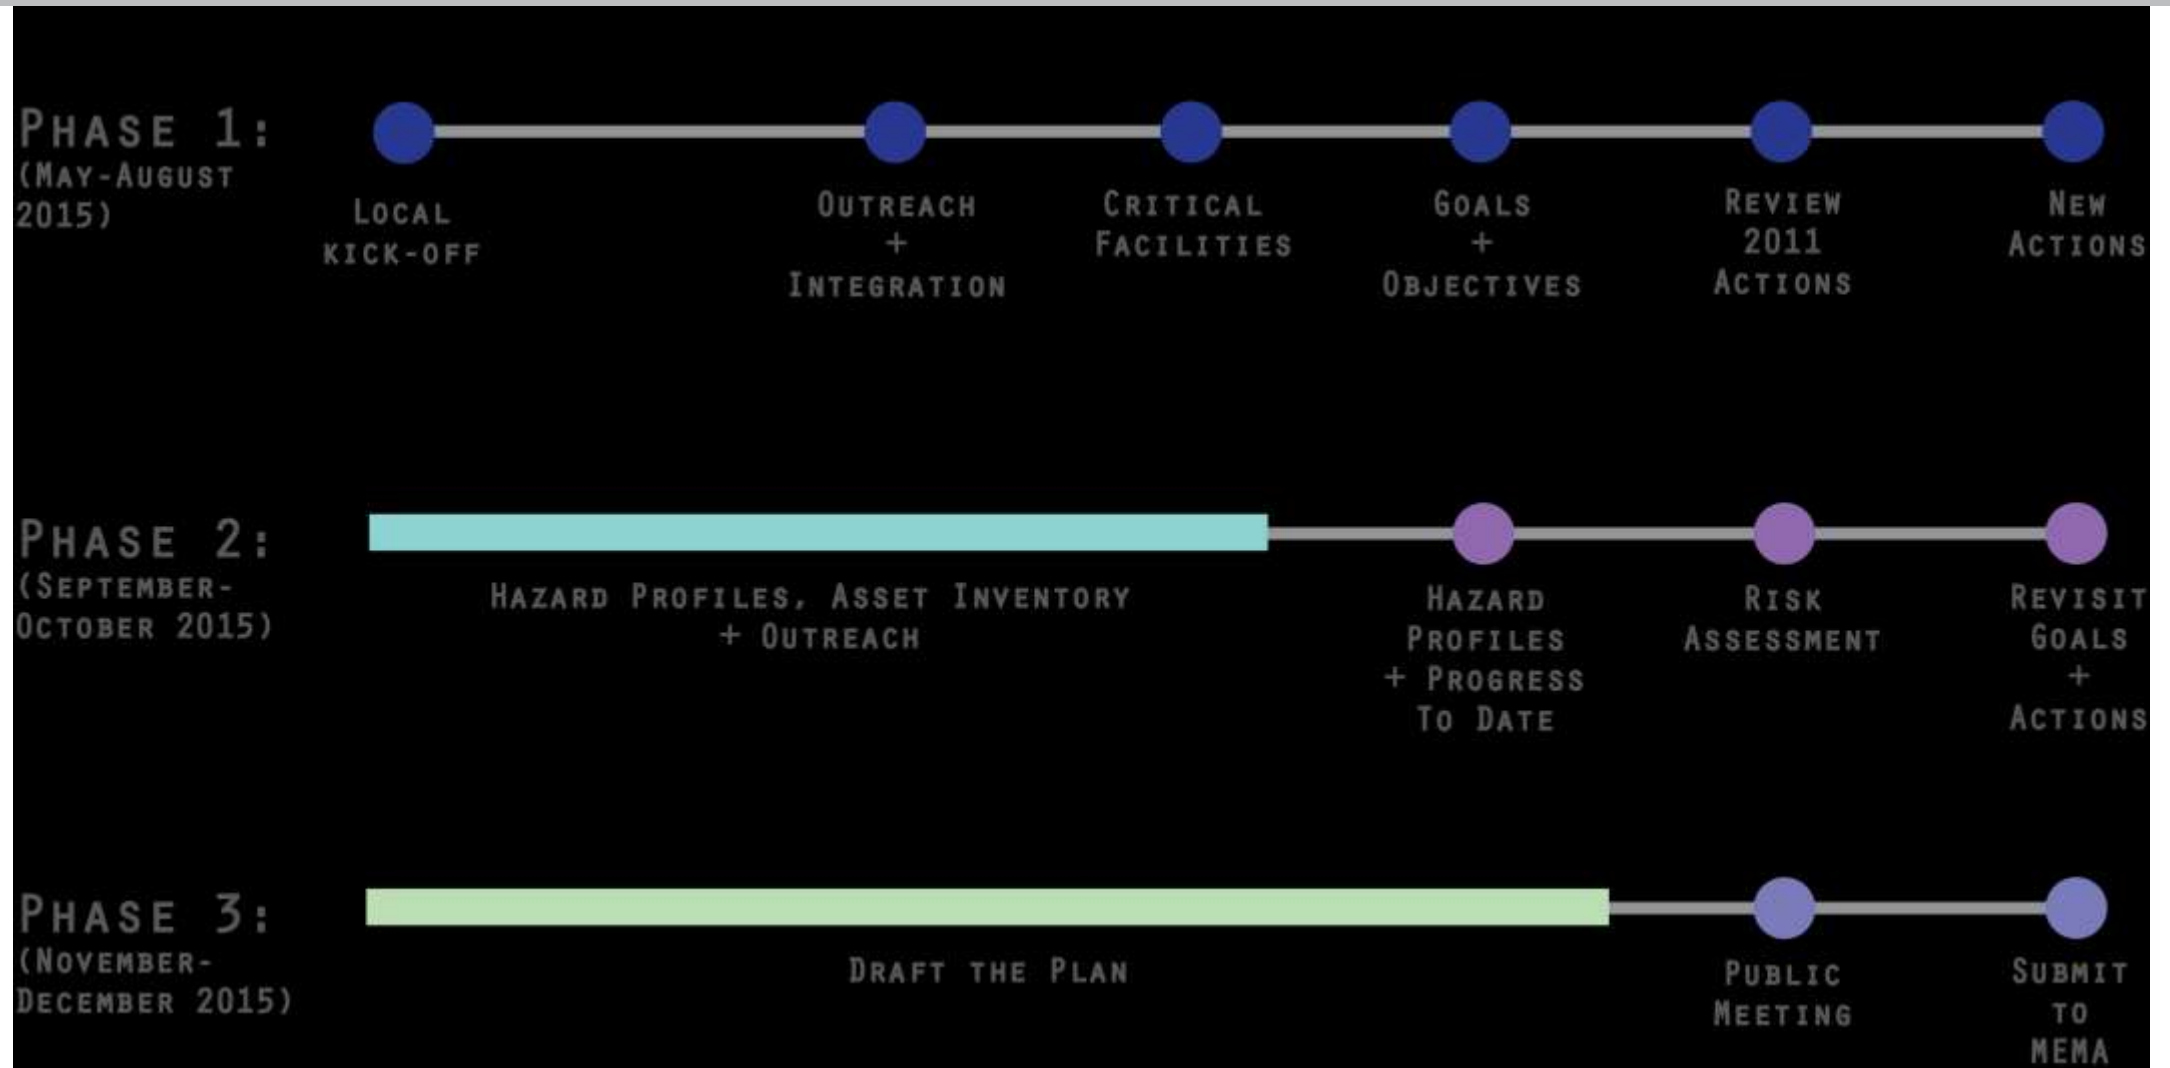 Phase 1:
(May-August
2015)
Local
kick-off
Outreach
+
Integration
Critical
Facilities
Goals
+
Objectives
Review
2011
Actions
New
Actions
Phase 2:
(September-
October 2015)
Hazard Profiles, Asset Inventory
+ Outreach
Hazard
Profiles
+ Progress
To Date
Risk
Assessment
Revisit
Goals
+
Actions
Phase 3:
(November-
December 2015)
Draft the Plan
Public
Meeting
Submit
to
MEMA